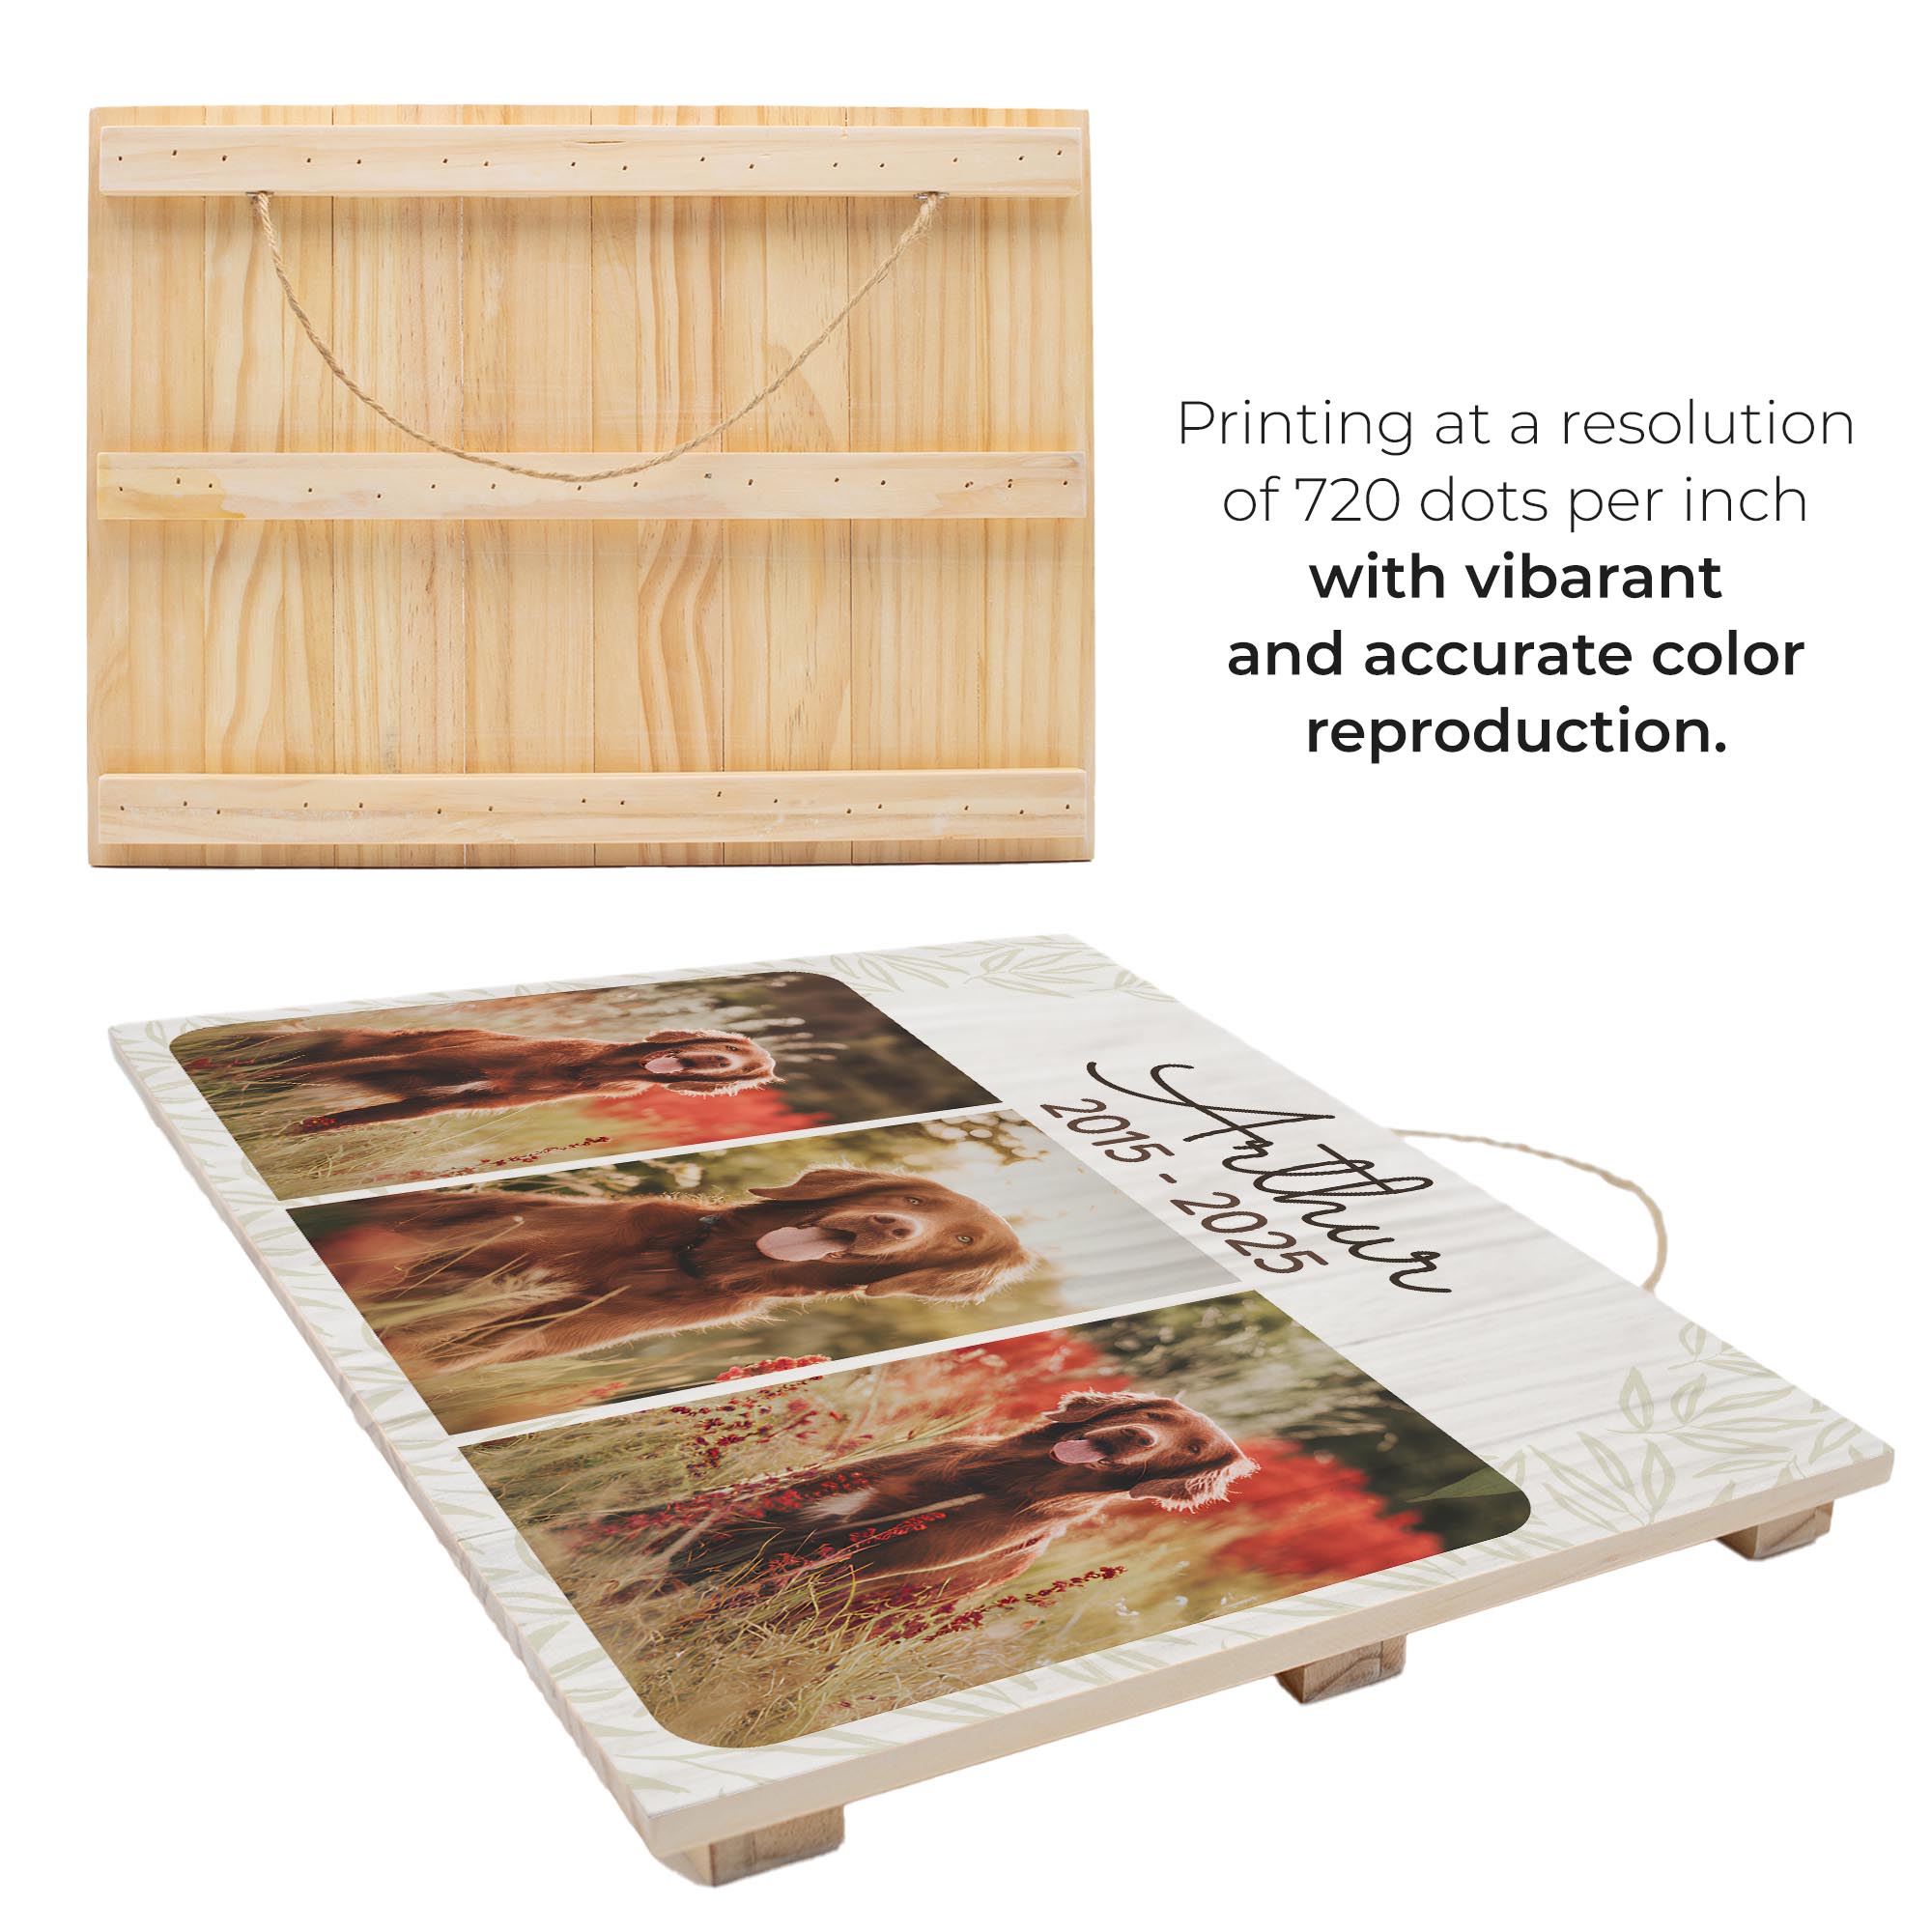 Printing at a resolution
of 720 dots per inch
with vibarant
and accurate color
reproduction.
Arthur
2015 - 2025